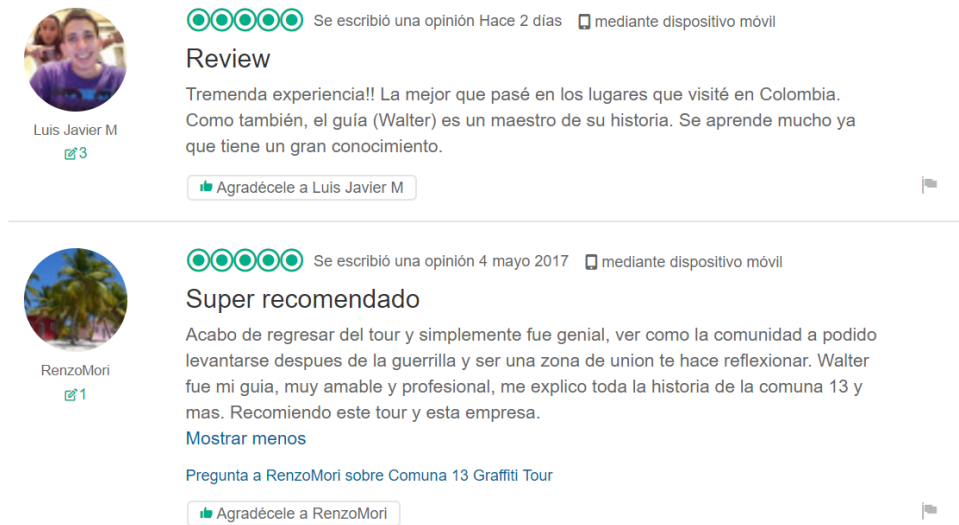 Se escribió una opinión Hace 2 días mediante dispositivo móvil
Review
Tremenda experiencia!! La mejor que pasé en los lugares que visité en Colombia.
Como también, el guía (Walter) es un maestro de su historia. Se aprende mucho ya
que tiene un gran conocimiento.
Luis Javier M
3
Agradécele a Luis Javier M
Se escribió una opinión 4 mayo 2017 mediante dispositivo móvil
Super recomendado
Acabo de regresar del tour y simplemente fue genial, ver como la comunidad a podido
levantarse despues de la guerrilla y ser una zona de union te hace reflexionar. Walter
fue mi guia, muy amable y profesional, me explico toda la historia de la comuna 13 y
mas. Recomiendo este tour y esta empresa.
RenzoMori
1
Mostrar menos
Pregunta a RenzoMori sobre Comuna 13 Graffiti Tour
Agradécele a RenzoMori